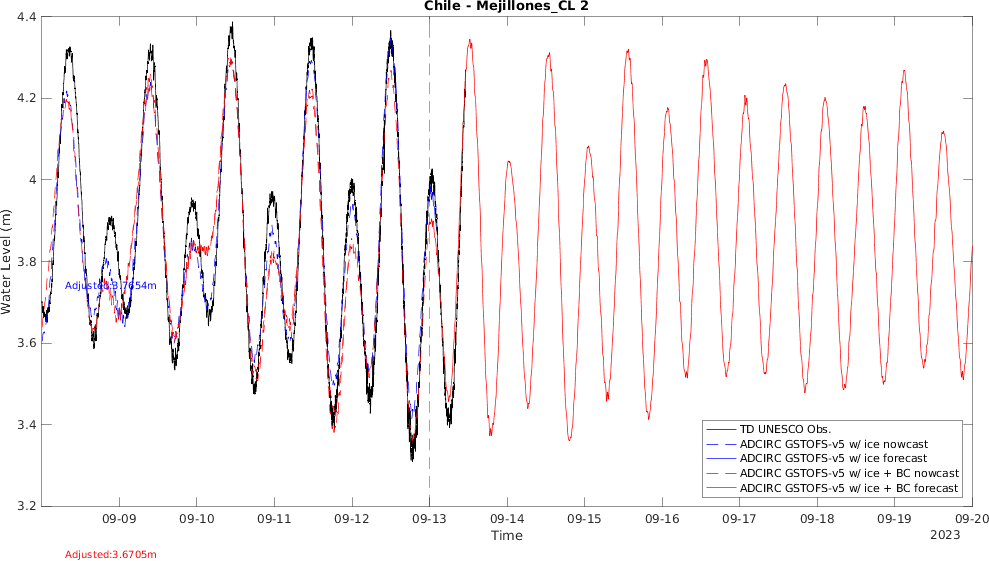 Chile - Mejillones_CL 2
4.4
4.2
4
3.8
3.6
3.4
3.2
Water Level (m)
Adjusted:3.7654m
TD UNESCO Obs.
ADCIRC GSTOFS-v5 w/ ice nowcast
ADCIRC GSTOFS-v5 w/ ice forecast
ADCIRC GSTOFS-v5 w/ ice + BC nowcast
ADCIRC GSTOFS-v5 w/ ice + BC forecast
09-09 09-10 09-11 09-12 09-13 09-14 09-15 09-16 09-17 09-18 09-19 09-20
Time
2023
Adjusted:3.6705m